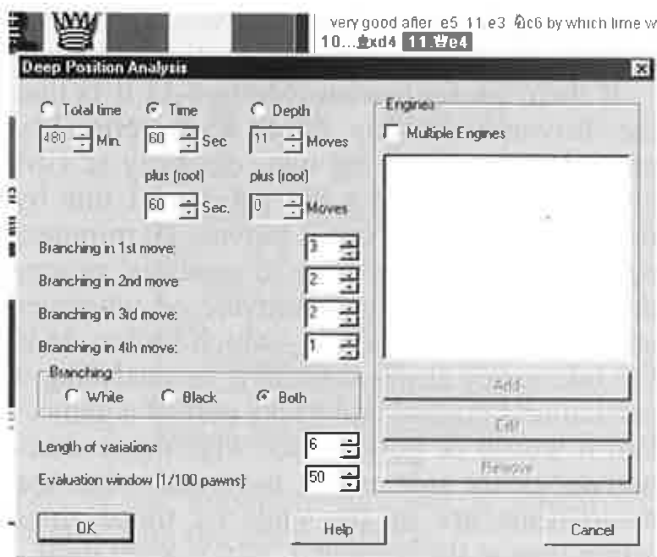 very good after e5 11.e3 ♘c6 by which time w
10...♗xd4 11.♕e4
Deep Position Analysis
Total time Time Depth
480 Min. 60 Sec 11 Moves
plus (root) plus (root)
60 Sec. 0 Moves
Branching in 1st move: 3
Branching in 2nd move 2
Branching in 3rd move: 2
Branching in 4th move: 1
Branching
White Black Both
Length of variations 6
Evaluation window (1/100 pawns): 50
Engines
Multiple Engines
Add
Edit
Remove
OK Help Cancel